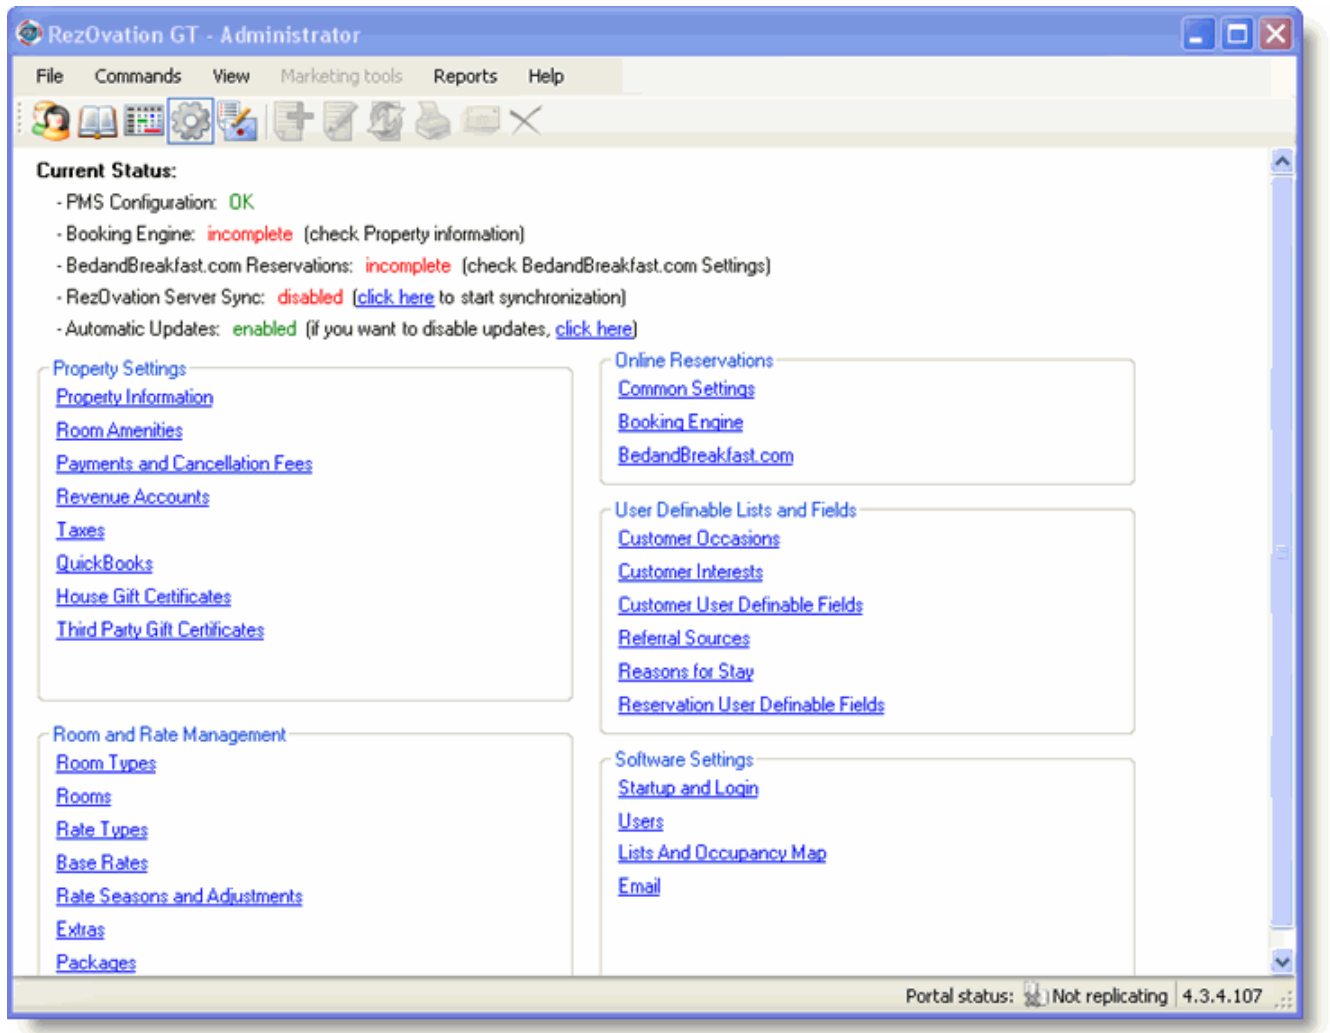 RezOvation GT - Administrator
File Commands View Marketing tools Reports Help
Current Status:
- PMS Configuration: OK
- Booking Engine: incomplete (check Property information)
- BedandBreakfast.com Reservations: incomplete (check BedandBreakfast.com Settings)
- RezOvation Server Sync: disabled (click here to start synchronization)
- Automatic Updates: enabled (if you want to disable updates, click here)
Property Settings
Property Information
Room Amenities
Payments and Cancellation Fees
Revenue Accounts
Taxes
QuickBooks
House Gift Certificates
Third Party Gift Certificates
Room and Rate Management
Room Types
Rooms
Rate Types
Base Rates
Rate Seasons and Adjustments
Extras
Packages
Online Reservations
Common Settings
Booking Engine
BedandBreakfast.com
User Definable Lists and Fields
Customer Occasions
Customer Interests
Customer User Definable Fields
Referral Sources
Reasons for Stay
Reservation User Definable Fields
Software Settings
Startup and Login
Users
Lists And Occupancy Map
Email
Portal status: Not replicating 4.3.4.107